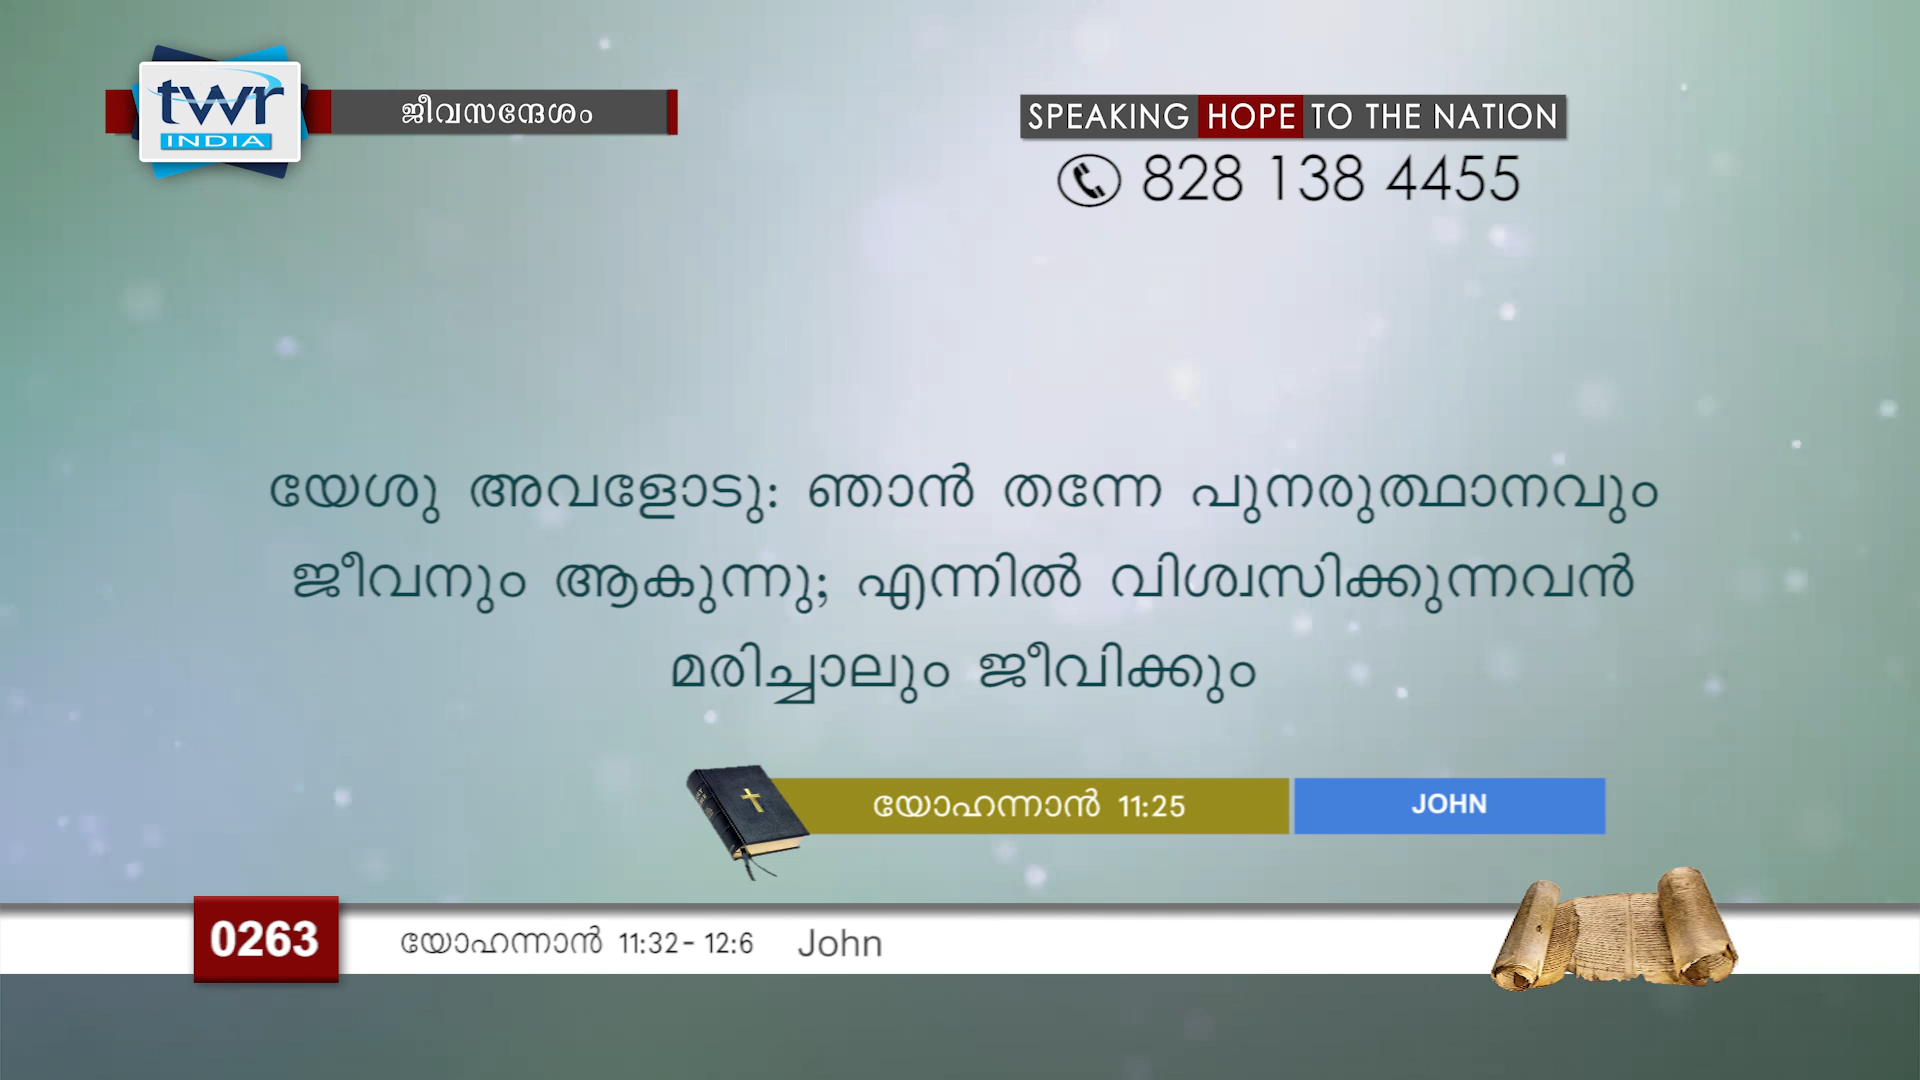 twr
INDIA
ജീവസന്ദേശം
SPEAKING HOPE TO THE NATION
828 138 4455
യേശു അവളോടു: ഞാൻ തന്നേ പുനരുത്ഥാനവും
ജീവനും ആകുന്നു; എന്നിൽ വിശ്വസിക്കുന്നവൻ
മരിച്ചാലും ജീവിക്കും
യോഹന്നാൻ 11:25
JOHN
0263
യോഹന്നാൻ 11:32- 12:6 John